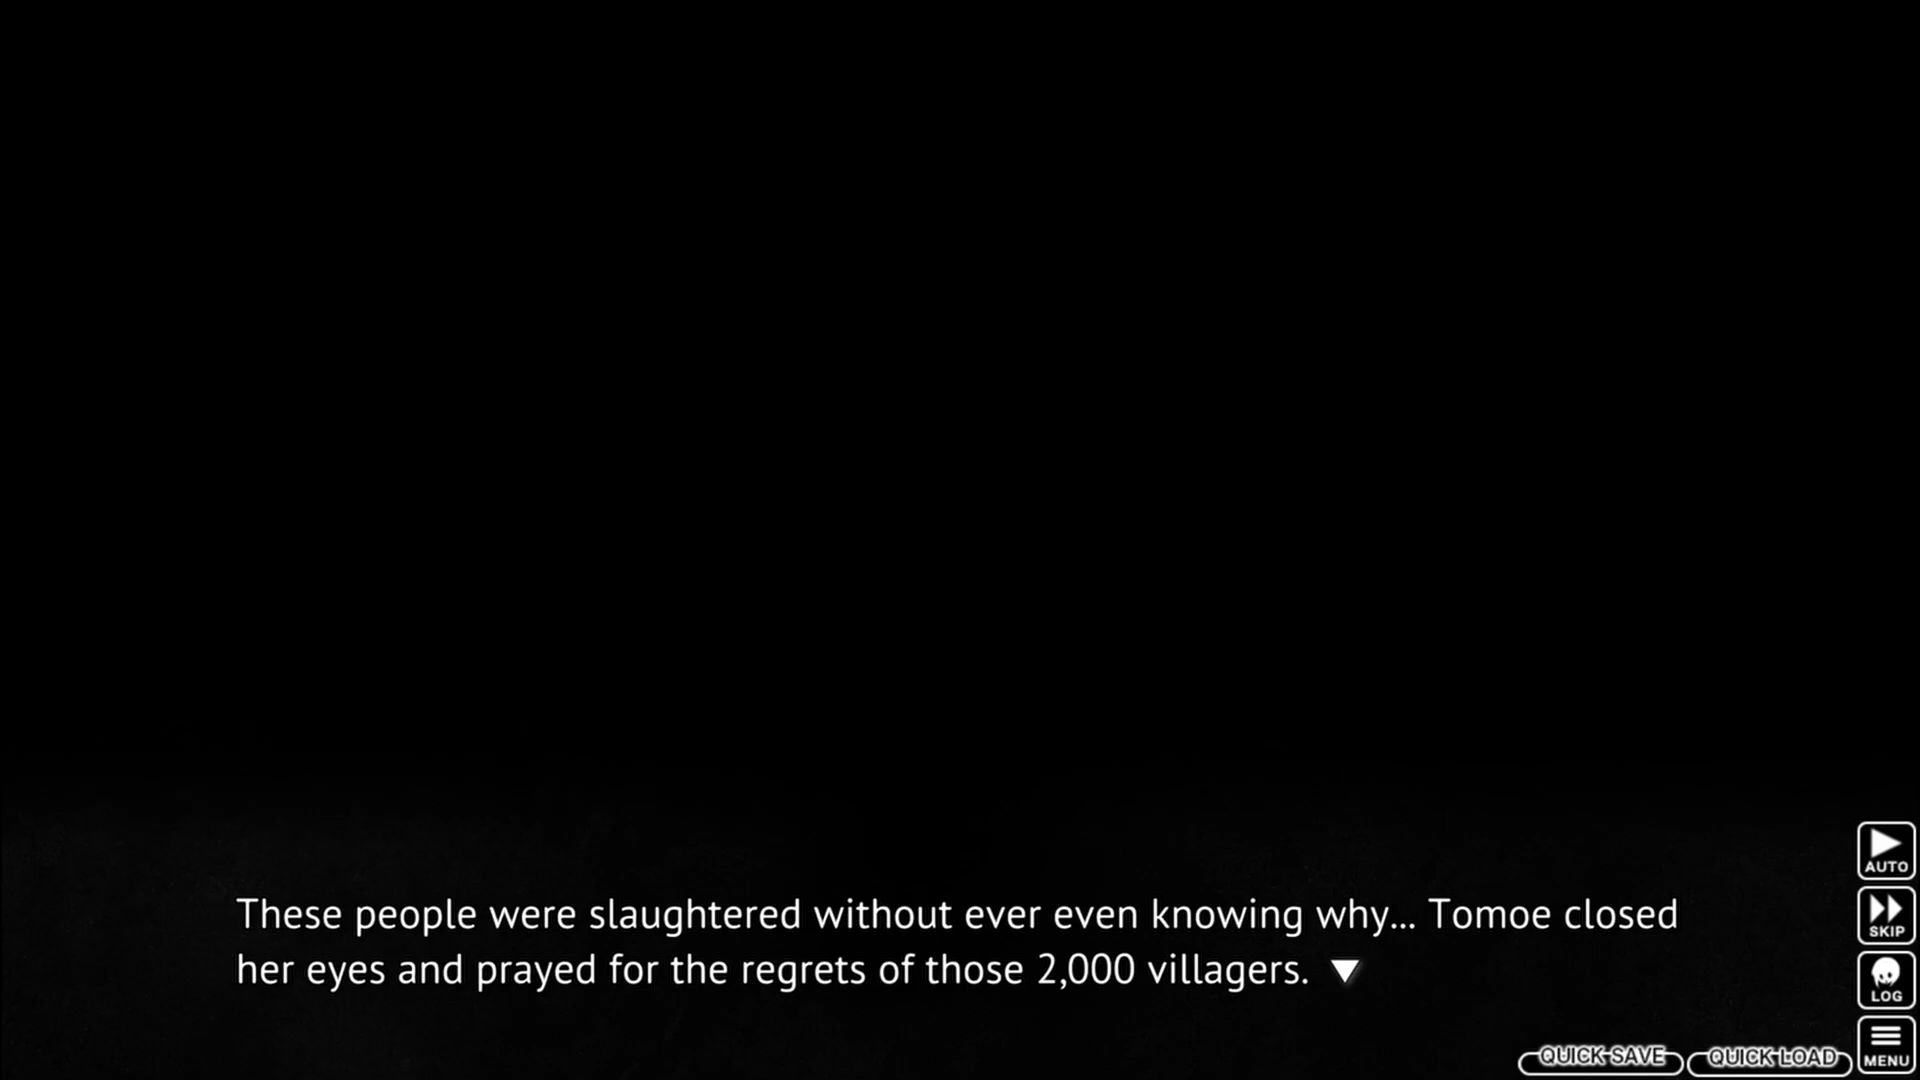 These people were slaughtered without ever even knowing why... Tomoe closed
her eyes and prayed for the regrets of those 2,000 villagers.
AUTO
SKIP
LOG
MENU
QUICK SAVE
QUICK LOAD